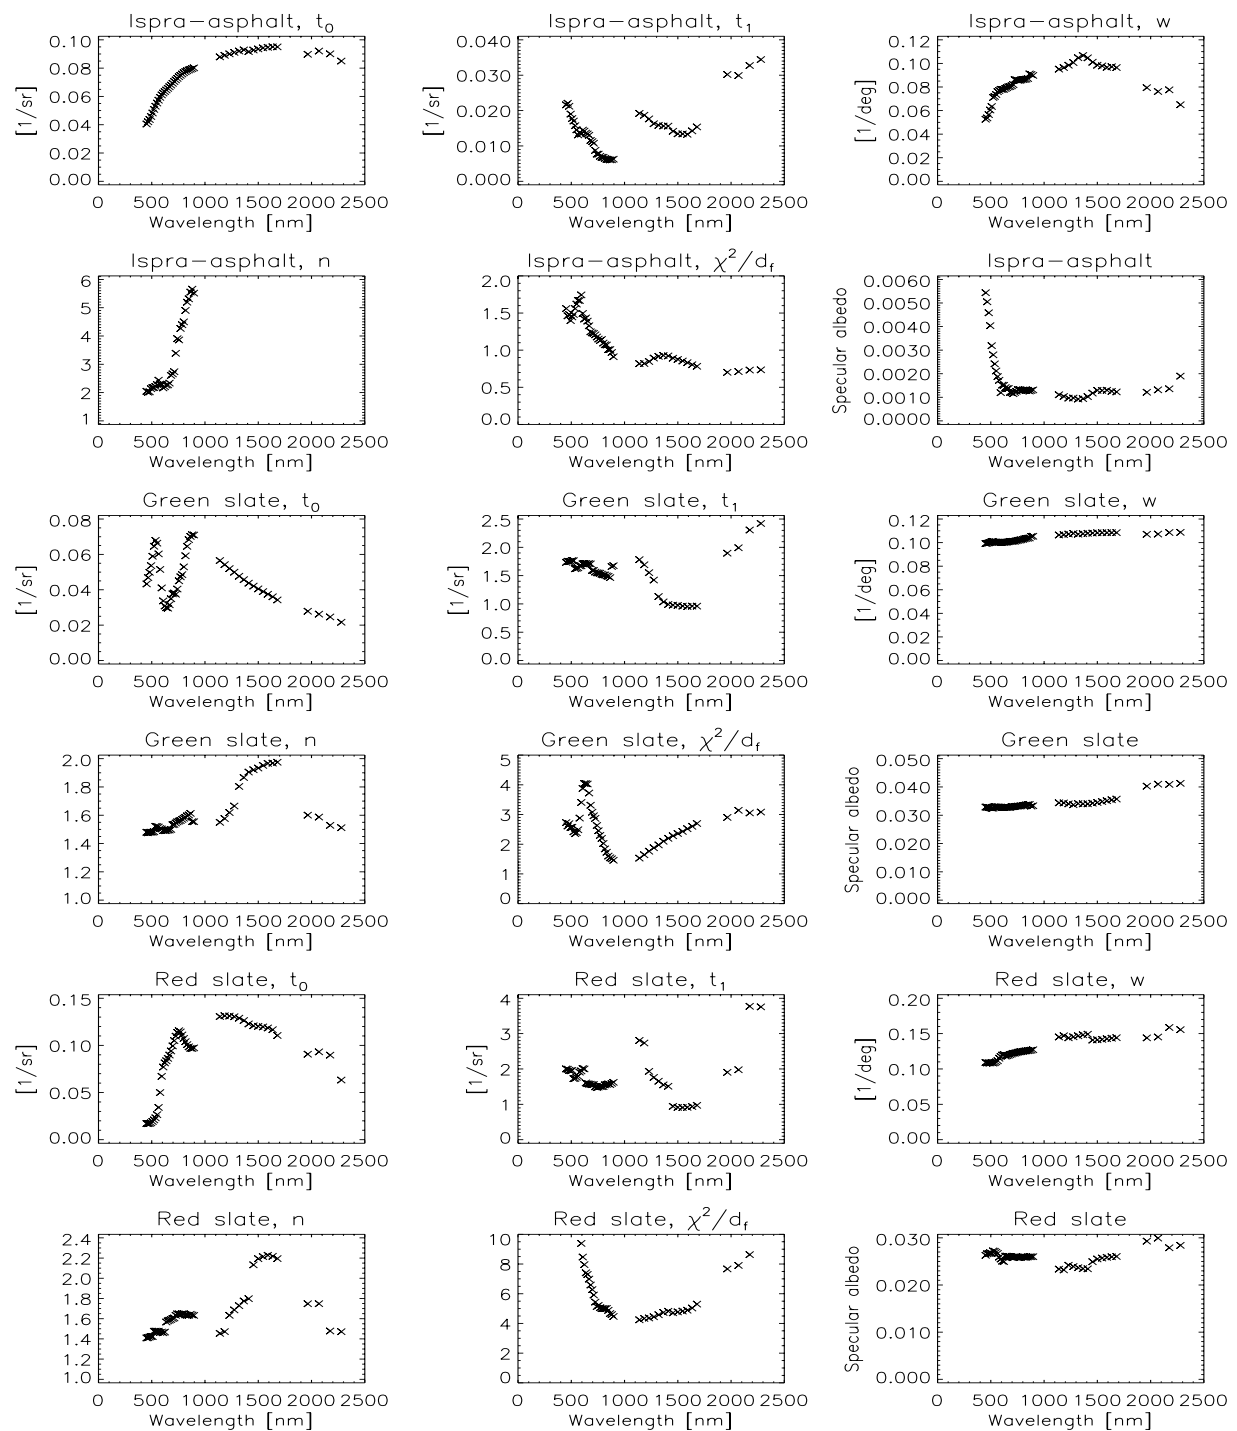 Ispra-asphalt, t0
Ispra-asphalt, t1
Ispra-asphalt, w
[1/sr]
0.10
0.08
0.06
0.04
0.02
0.00
0 500 1000 1500 2000 2500
Wavelength [nm]
[1/sr]
0.040
0.030
0.020
0.010
0.000
0 500 1000 1500 2000 2500
Wavelength [nm]
[1/deg]
0.12
0.10
0.08
0.06
0.04
0.02
0.00
0 500 1000 1500 2000 2500
Wavelength [nm]
Ispra-asphalt, n
Ispra-asphalt, χ²/df
Ispra-asphalt
6
5
4
3
2
1
0 500 1000 1500 2000 2500
Wavelength [nm]
2.0
1.5
1.0
0.5
0.0
0 500 1000 1500 2000 2500
Wavelength [nm]
Specular albedo
0.0060
0.0050
0.0040
0.0030
0.0020
0.0010
0.0000
0 500 1000 1500 2000 2500
Wavelength [nm]
Green slate, t0
Green slate, t1
Green slate, w
[1/sr]
0.08
0.06
0.04
0.02
0.00
0 500 1000 1500 2000 2500
Wavelength [nm]
[1/sr]
2.5
2.0
1.5
1.0
0.5
0.0
0 500 1000 1500 2000 2500
Wavelength [nm]
[1/deg]
0.12
0.10
0.08
0.06
0.04
0.02
0.00
0 500 1000 1500 2000 2500
Wavelength [nm]
Green slate, n
Green slate, χ²/df
Green slate
2.0
1.8
1.6
1.4
1.2
1.0
0 500 1000 1500 2000 2500
Wavelength [nm]
5
4
3
2
1
0
0 500 1000 1500 2000 2500
Wavelength [nm]
Specular albedo
0.050
0.040
0.030
0.020
0.010
0.000
0 500 1000 1500 2000 2500
Wavelength [nm]
Red slate, t0
Red slate, t1
Red slate, w
[1/sr]
0.15
0.10
0.05
0.00
0 500 1000 1500 2000 2500
Wavelength [nm]
[1/sr]
4
3
2
1
0
0 500 1000 1500 2000 2500
Wavelength [nm]
[1/deg]
0.20
0.15
0.10
0.05
0.00
0 500 1000 1500 2000 2500
Wavelength [nm]
Red slate, n
Red slate, χ²/df
Red slate
2.4
2.2
2.0
1.8
1.6
1.4
1.2
1.0
0 500 1000 1500 2000 2500
Wavelength [nm]
10
8
6
4
2
0
0 500 1000 1500 2000 2500
Wavelength [nm]
Specular albedo
0.030
0.020
0.010
0.000
0 500 1000 1500 2000 2500
Wavelength [nm]